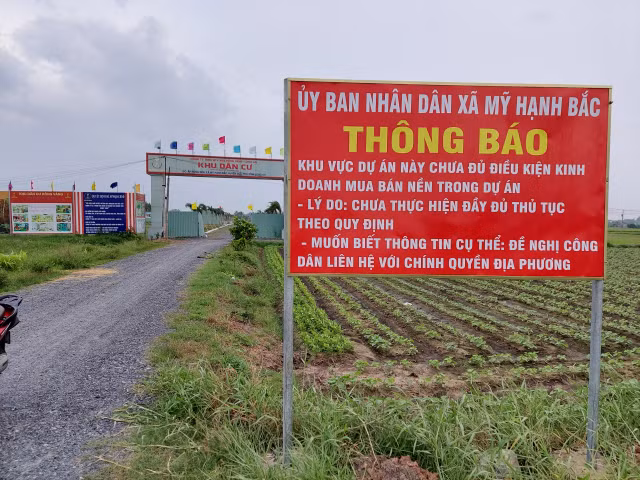 ỦY BAN NHÂN DÂN XÃ MỸ HẠNH BẮC
THÔNG BÁO
KHU VỰC DỰ ÁN NÀY CHƯA ĐỦ ĐIỀU KIỆN KINH
DOANH MUA BÁN NỀN TRONG DỰ ÁN
- LÝ DO: CHƯA THỰC HIỆN ĐẦY ĐỦ THỦ TỤC
THEO QUY ĐỊNH
- MUỐN BIẾT THÔNG TIN CỤ THỂ: ĐỀ NGHỊ CÔNG
DÂN LIÊN HỆ VỚI CHÍNH QUYỀN ĐỊA PHƯƠNG
KHU DÂN CƯ